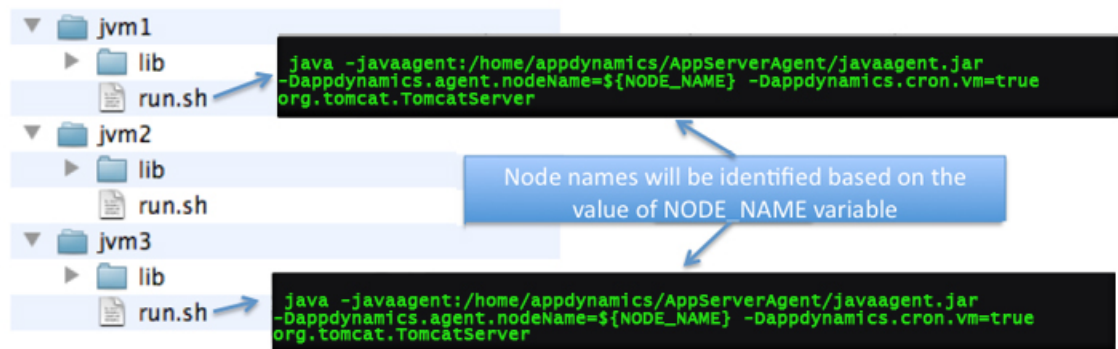 jvm1
lib
run.sh
java -javaagent:/home/appdynamics/AppServerAgent/javaagent.jar
-Dappdynamics.agent.nodeName=${NODE_NAME} -Dappdynamics.cron.vm=true
org.tomcat.TomcatServer
jvm2
lib
run.sh
Node names will be identified based on the
value of NODE_NAME variable
jvm3
lib
run.sh
java -javaagent:/home/appdynamics/AppServerAgent/javaagent.jar
-Dappdynamics.agent.nodeName=${NODE_NAME} -Dappdynamics.cron.vm=true
org.tomcat.TomcatServer